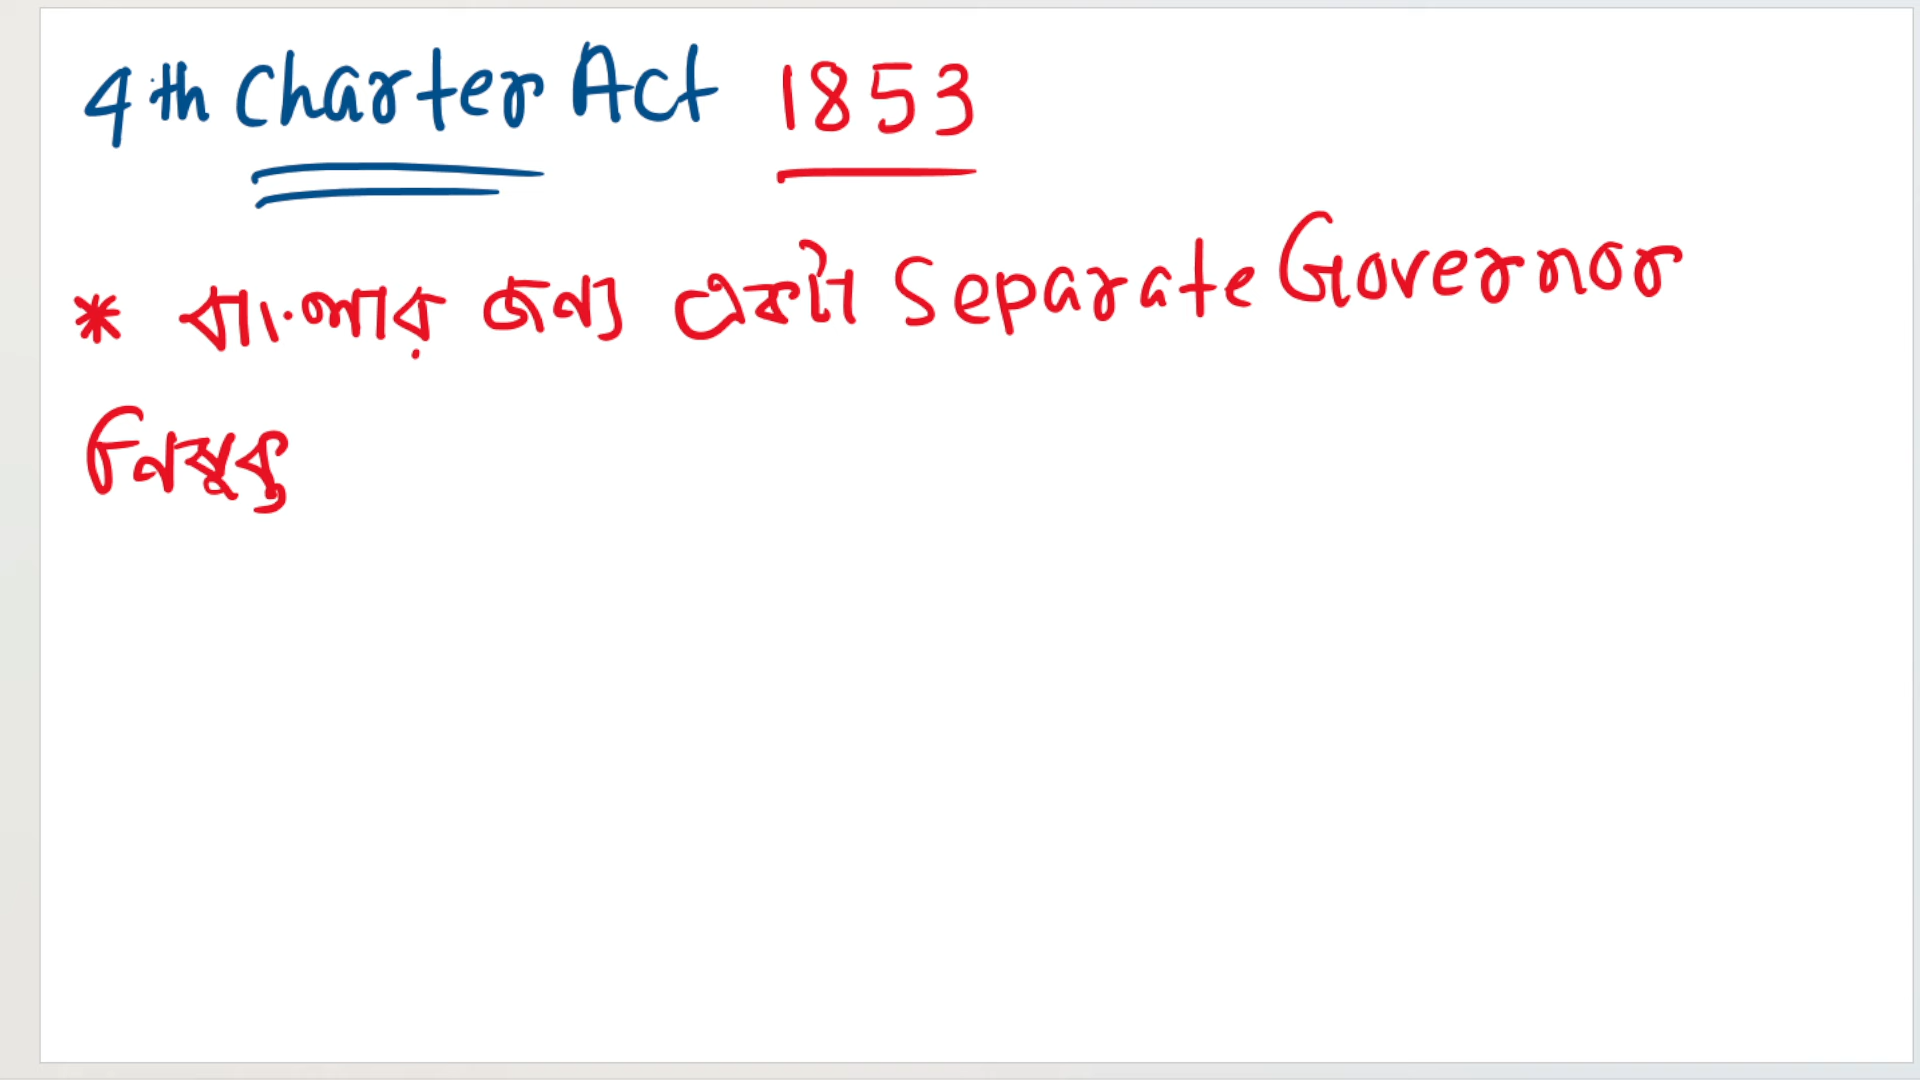 4th Charter Act 1853
* বাংলার জন্য একটা Separate Governor
নিযুক্ত